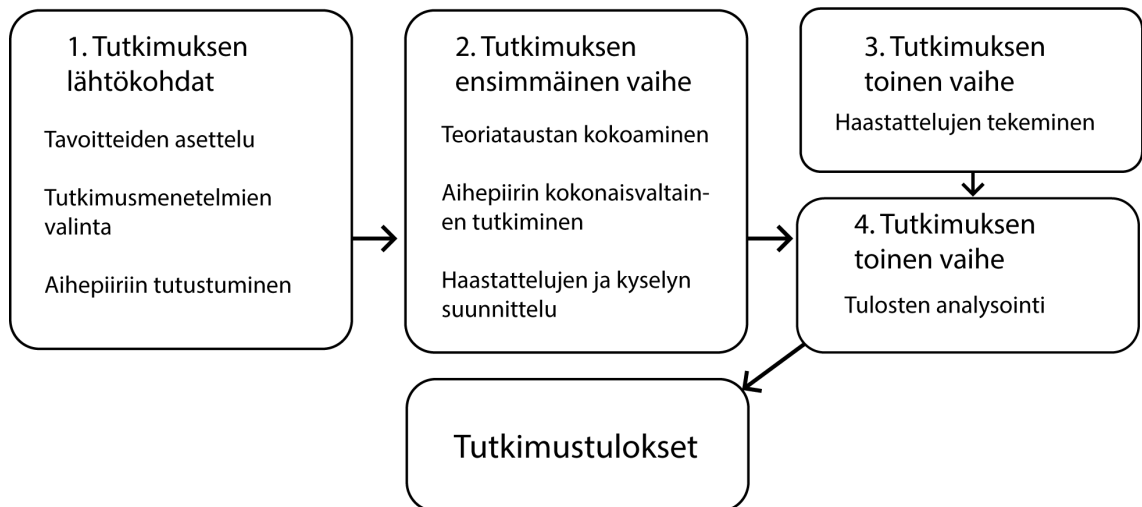 1. Tutkimuksen
lähtökohdat
Tavoitteiden asettelu
Tutkimusmenetelmien
valinta
Aihepiiriin tutustuminen
2. Tutkimuksen
ensimmäinen vaihe
Teoriataustan kokoaminen
Aihepiirin kokonaisvaltain-
en tutkiminen
Haastattelujen ja kyselyn
suunnittelu
3. Tutkimuksen
toinen vaihe
Haastattelujen tekeminen
4. Tutkimuksen
toinen vaihe
Tulosten analysointi
Tutkimustulokset